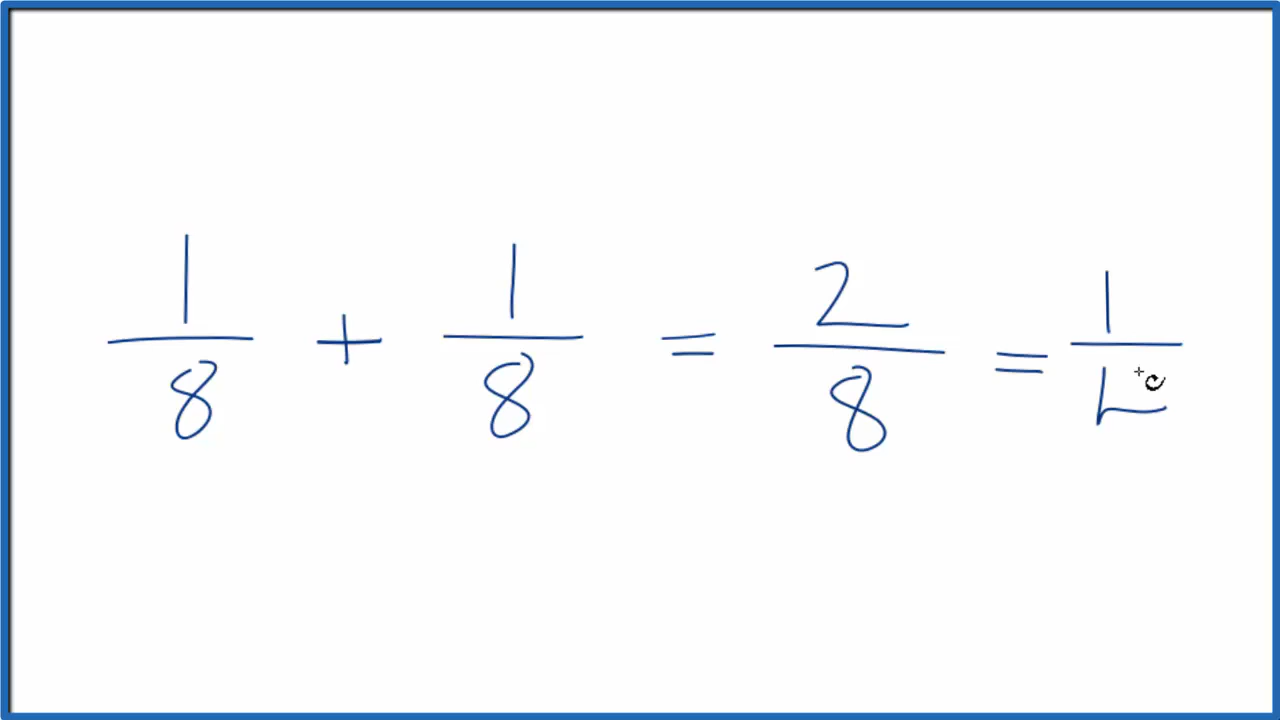 1/8 + 1/8 = 2/8 = 1/